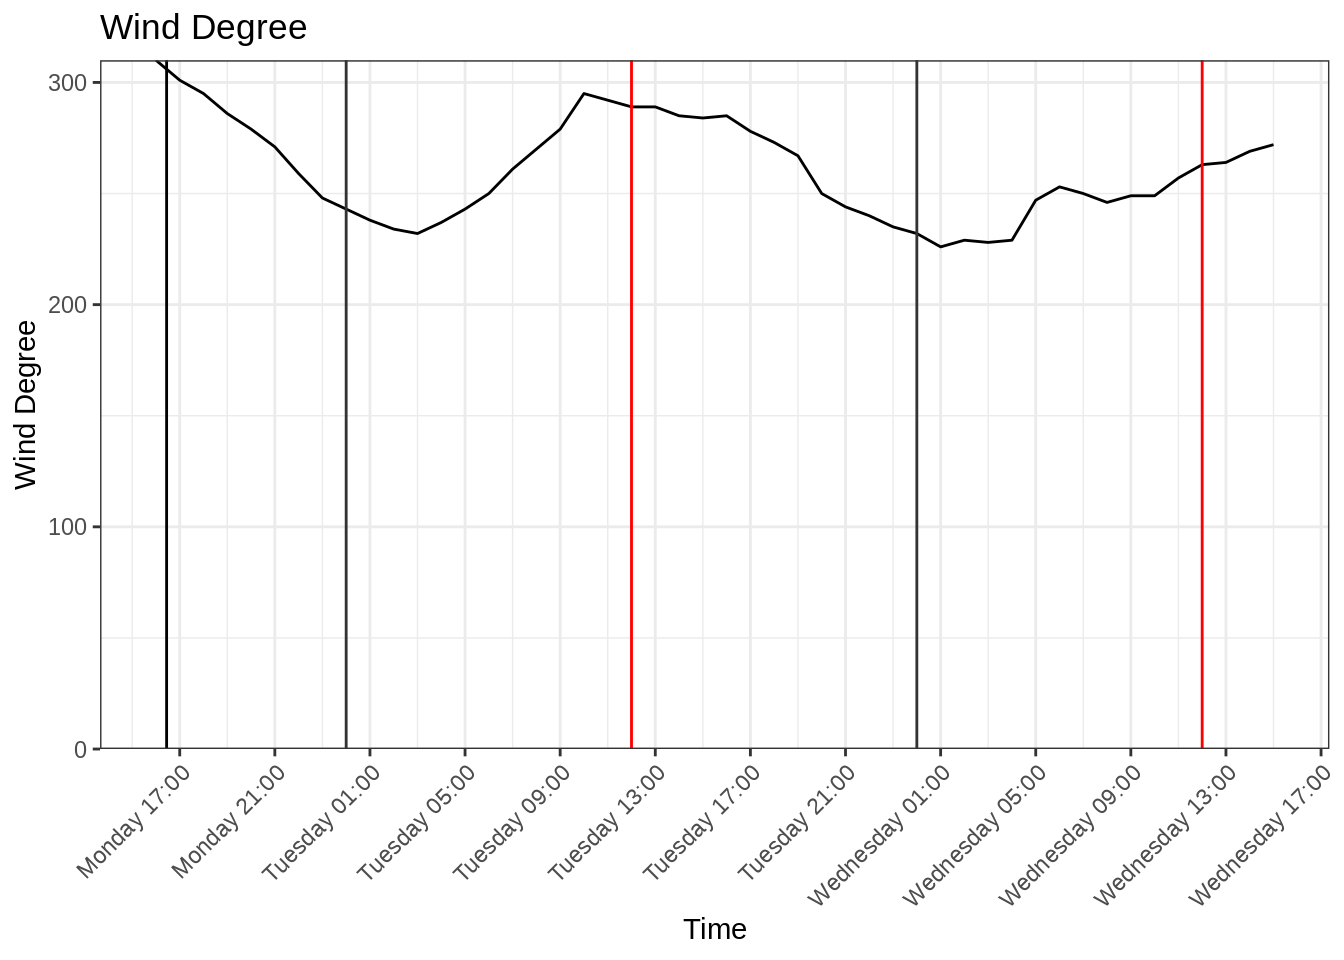 Wind Degree
Wind Degree
300
200
100
0
Monday 17:00
Monday 21:00
Tuesday 01:00
Tuesday 05:00
Tuesday 09:00
Tuesday 13:00
Tuesday 17:00
Tuesday 21:00
Wednesday 01:00
Wednesday 05:00
Wednesday 09:00
Wednesday 13:00
Wednesday 17:00
Time